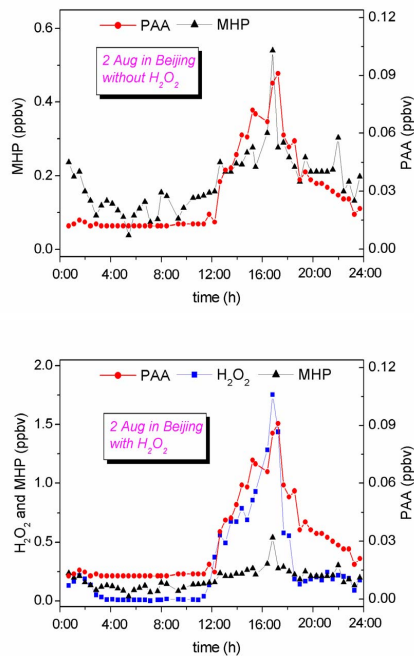 PAA MHP
2 Aug in Beijing
without H₂O₂
MHP (ppbv)
PAA (ppbv)
0.6
0.4
0.2
0.0
0.12
0.09
0.06
0.03
0.00
0:00 4:00 8:00 12:00 16:00 20:00 24:00
time (h)
PAA H₂O₂ MHP
2 Aug in Beijing
with H₂O₂
H₂O₂ and MHP (ppbv)
PAA (ppbv)
2.0
1.5
1.0
0.5
0.0
0.12
0.09
0.06
0.03
0.00
0:00 4:00 8:00 12:00 16:00 20:00 24:00
time (h)